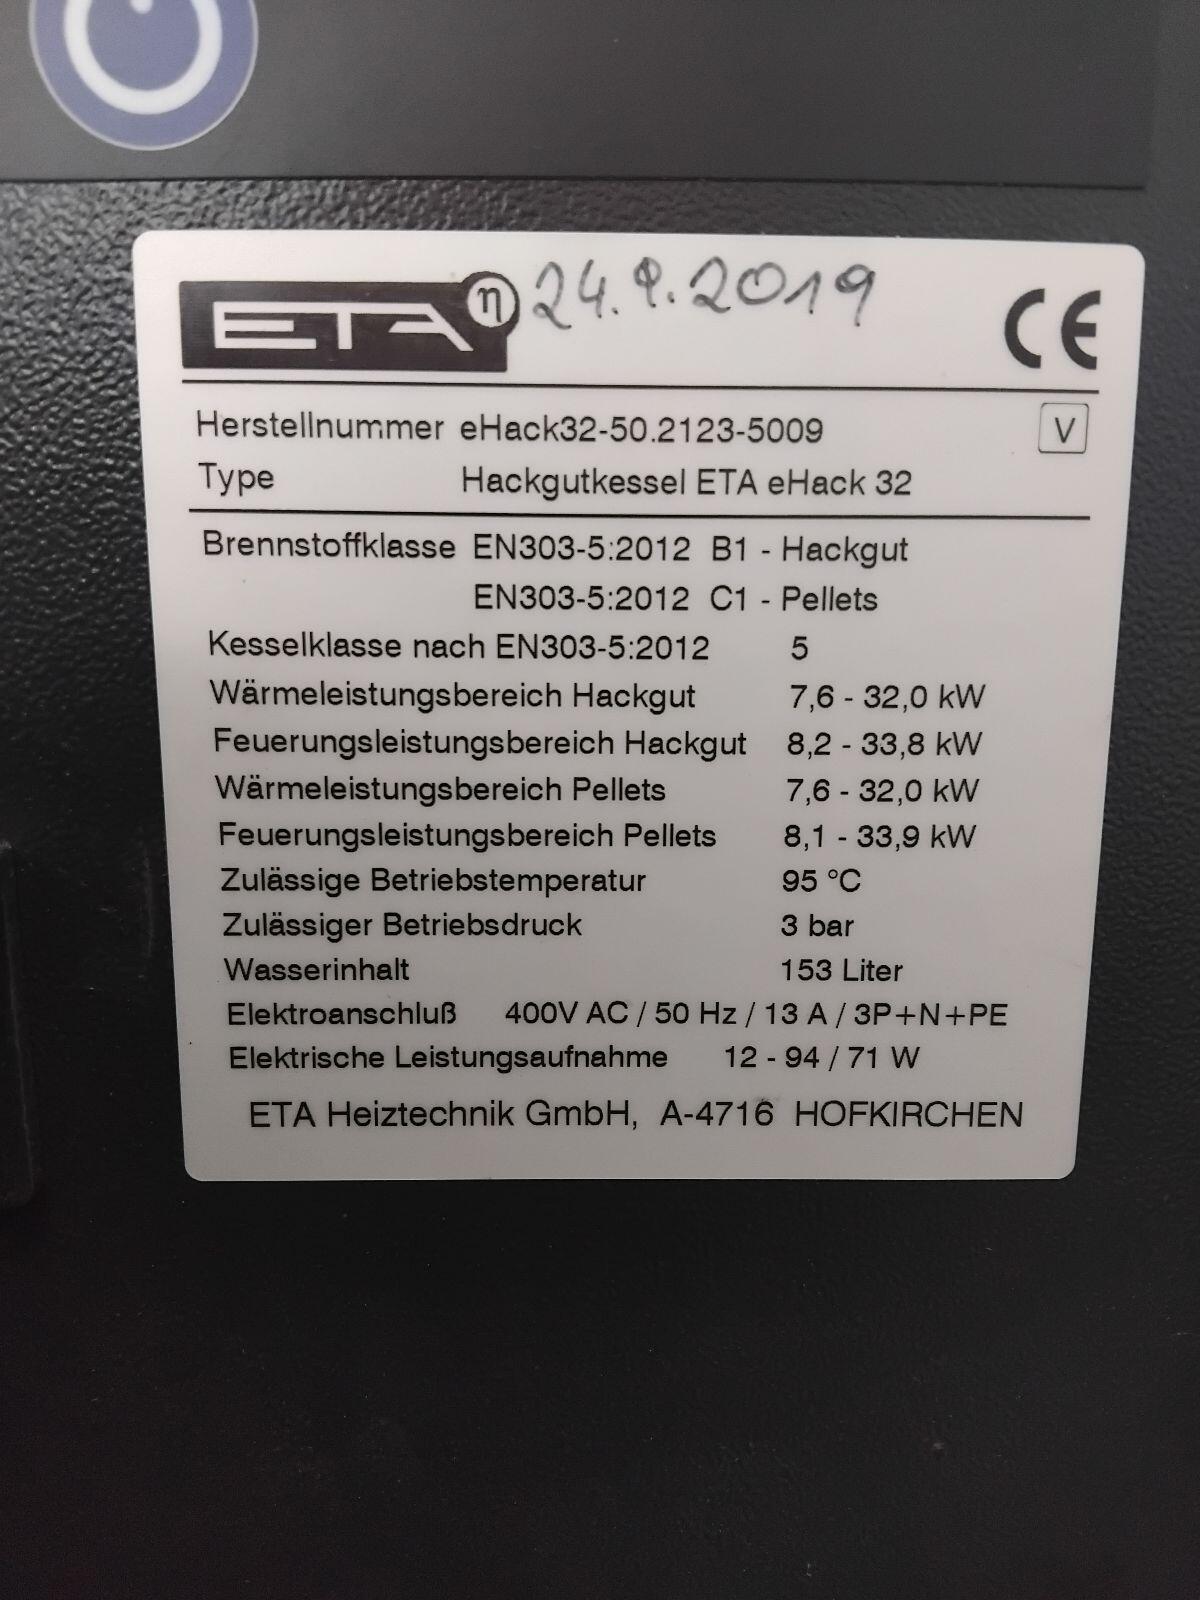 ETA η 24.9.2019 CE
Herstellnummer eHack32-50.2123-5009 V
Type Hackgutkessel ETA eHack 32
Brennstoffklasse EN303-5:2012 B1 - Hackgut
EN303-5:2012 C1 - Pellets
Kesselklasse nach EN303-5:2012 5
Wärmeleistungsbereich Hackgut 7,6 - 32,0 kW
Feuerungsleistungsbereich Hackgut 8,2 - 33,8 kW
Wärmeleistungsbereich Pellets 7,6 - 32,0 kW
Feuerungsleistungsbereich Pellets 8,1 - 33,9 kW
Zulässige Betriebstemperatur 95 °C
Zulässiger Betriebsdruck 3 bar
Wasserinhalt 153 Liter
Elektroanschluß 400V AC / 50 Hz / 13 A / 3P+N+PE
Elektrische Leistungsaufnahme 12 - 94 / 71 W
ETA Heiztechnik GmbH, A-4716 HOFKIRCHEN